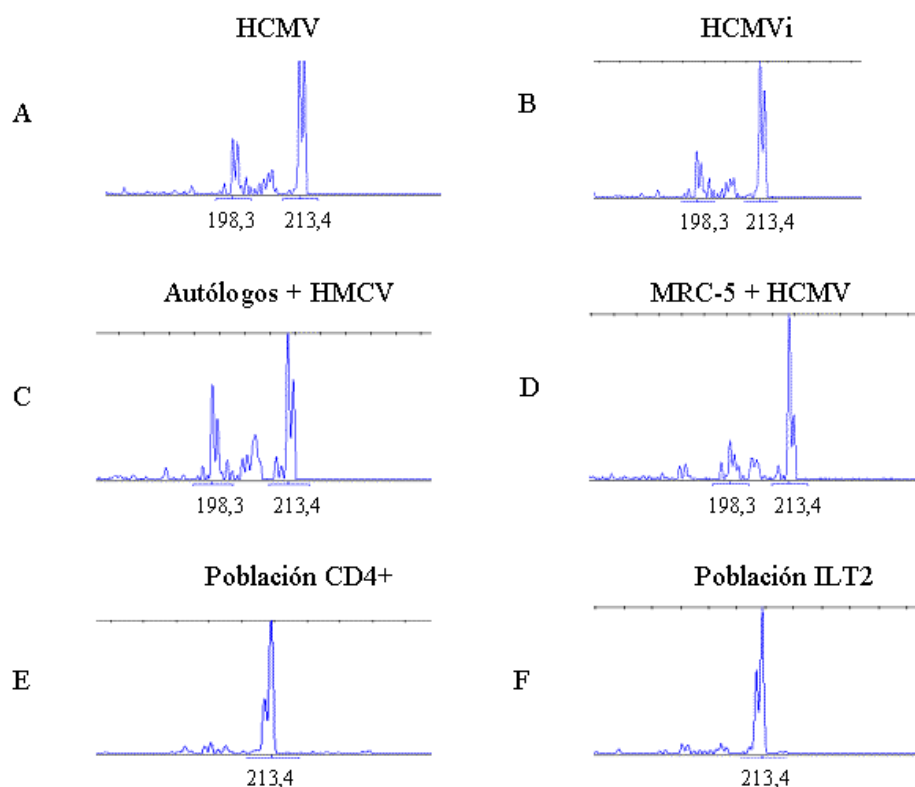 HCMV HCMVi
A B
198,3 213,4 198,3 213,4
Autólogos + HMCV MRC-5 + HCMV
C D
198,3 213,4 198,3 213,4
Población CD4+ Población ILT2
E F
213,4 213,4